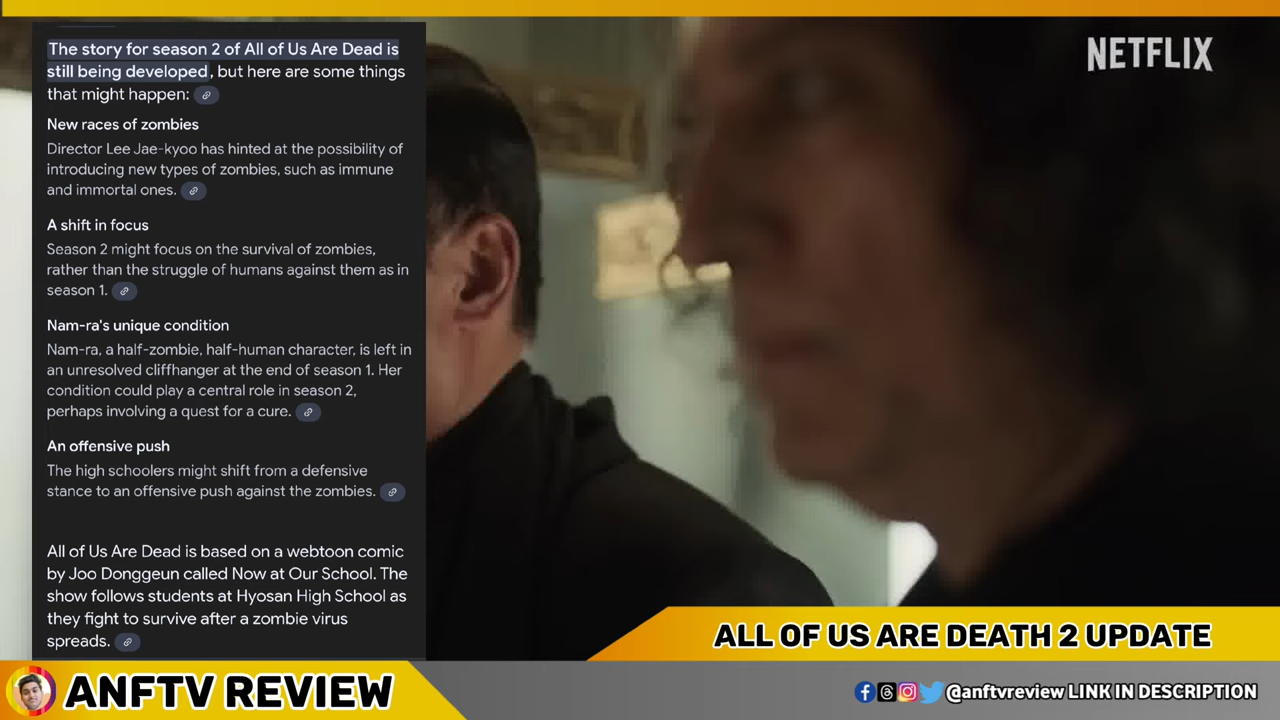 The story for season 2 of All of Us Are Dead is
still being developed, but here are some things
that might happen:
New races of zombies
Director Lee Jae-kyoo has hinted at the possibility of
introducing new types of zombies, such as immune
and immortal ones.
A shift in focus
Season 2 might focus on the survival of zombies,
rather than the struggle of humans against them as in
season 1.
Nam-ra's unique condition
Nam-ra, a half-zombie, half-human character, is left in
an unresolved cliffhanger at the end of season 1. Her
condition could play a central role in season 2,
perhaps involving a quest for a cure.
An offensive push
The high schoolers might shift from a defensive
stance to an offensive push against the zombies.
All of Us Are Dead is based on a webtoon comic
by Joo Donggeun called Now at Our School. The
show follows students at Hyosan High School as
they fight to survive after a zombie virus
spreads.
NETFLIX
ALL OF US ARE DEATH 2 UPDATE
ANFTV REVIEW
@anftvreview LINK IN DESCRIPTION